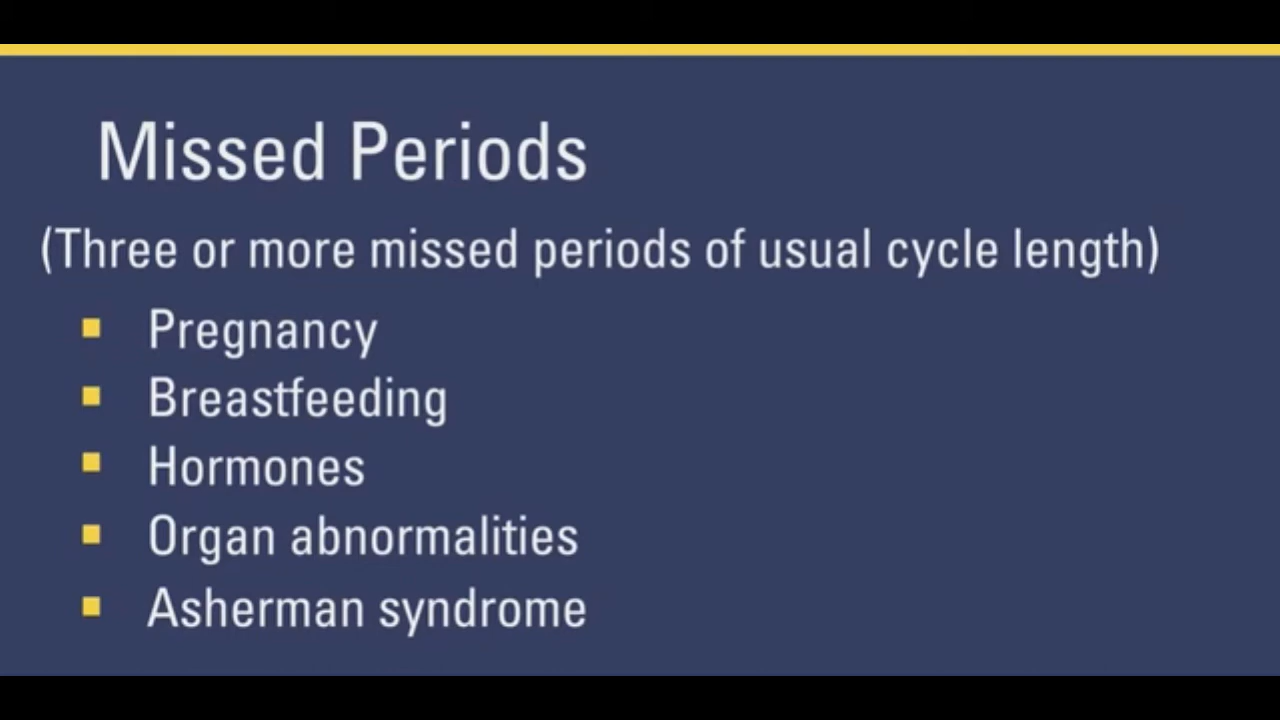 Missed Periods
(Three or more missed periods of usual cycle length)
Pregnancy
Breastfeeding
Hormones
Organ abnormalities
Asherman syndrome